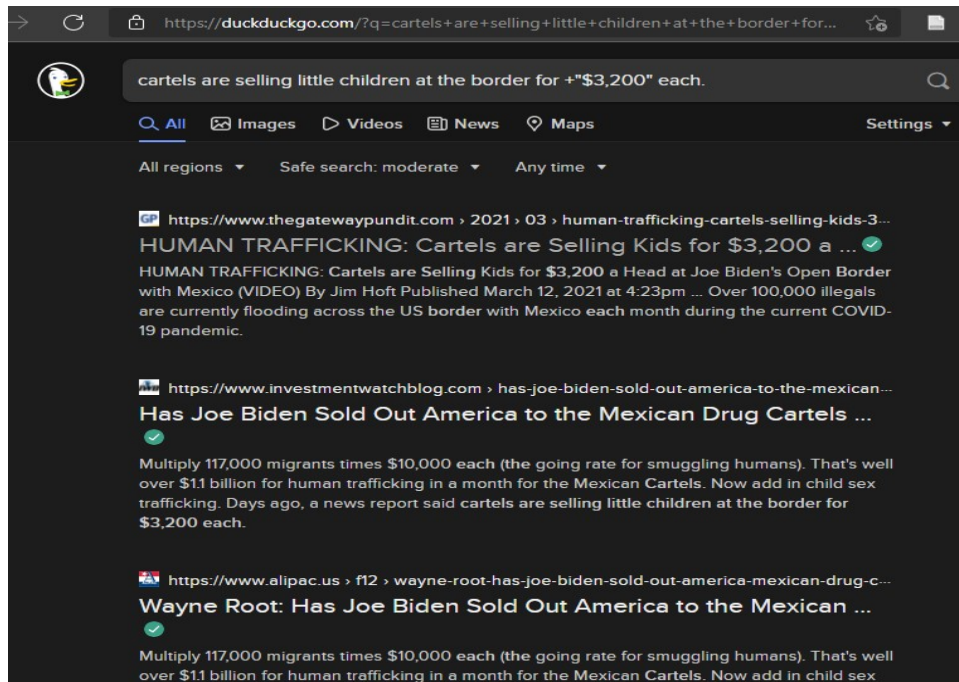 https://duckduckgo.com/?q=cartels+are+selling+little+children+at+the+border+for...
cartels are selling little children at the border for +"$3,200" each.
All Images Videos News Maps Settings
All regions Safe search: moderate Any time
GP https://www.thegatewaypundit.com › 2021 › 03 › human-trafficking-cartels-selling-kids-3...
HUMAN TRAFFICKING: Cartels are Selling Kids for $3,200 a ...
HUMAN TRAFFICKING: Cartels are Selling Kids for $3,200 a Head at Joe Biden's Open Border
with Mexico (VIDEO) By Jim Hoft Published March 12, 2021 at 4:23pm ... Over 100,000 illegals
are currently flooding across the US border with Mexico each month during the current COVID-
19 pandemic.
https://www.investmentwatchblog.com › has-joe-biden-sold-out-america-to-the-mexican...
Has Joe Biden Sold Out America to the Mexican Drug Cartels ...
Multiply 117,000 migrants times $10,000 each (the going rate for smuggling humans). That's well
over $1.1 billion for human trafficking in a month for the Mexican Cartels. Now add in child sex
trafficking. Days ago, a news report said cartels are selling little children at the border for
$3,200 each.
https://www.alipac.us › f12 › wayne-root-has-joe-biden-sold-out-america-mexican-drug-c...
Wayne Root: Has Joe Biden Sold Out America to the Mexican ...
Multiply 117,000 migrants times $10,000 each (the going rate for smuggling humans). That's well
over $1.1 billion for human trafficking in a month for the Mexican Cartels. Now add in child sex